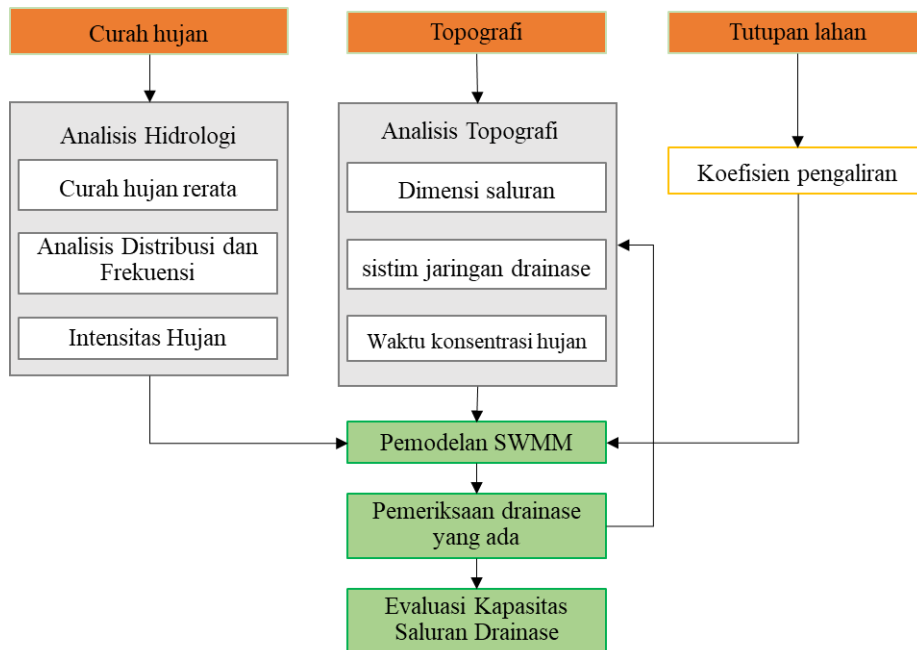 Curah hujan
Topografi
Tutupan lahan
Analisis Hidrologi
Curah hujan rerata
Analisis Distribusi dan
Frekuensi
Intensitas Hujan
Analisis Topografi
Dimensi saluran
sistim jaringan drainase
Waktu konsentrasi hujan
Koefisien pengaliran
Pemodelan SWMM
Pemeriksaan drainase
yang ada
Evaluasi Kapasitas
Saluran Drainase